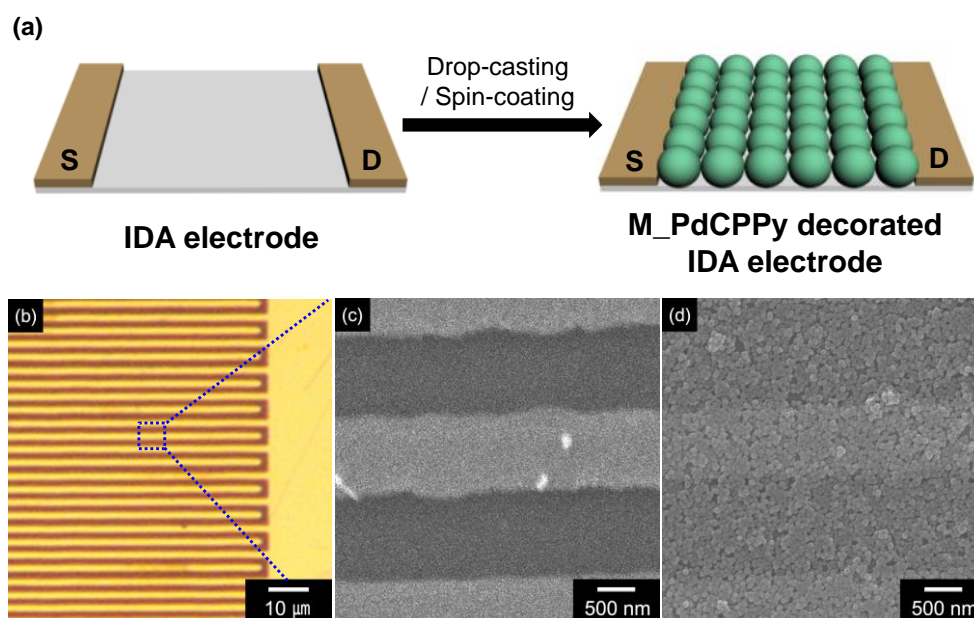 (a)
Drop-casting
/ Spin-coating
S
D
S
D
IDA electrode
M_PdCPPy decorated
IDA electrode
(b)
(c)
(d)
10 μm
500 nm
500 nm